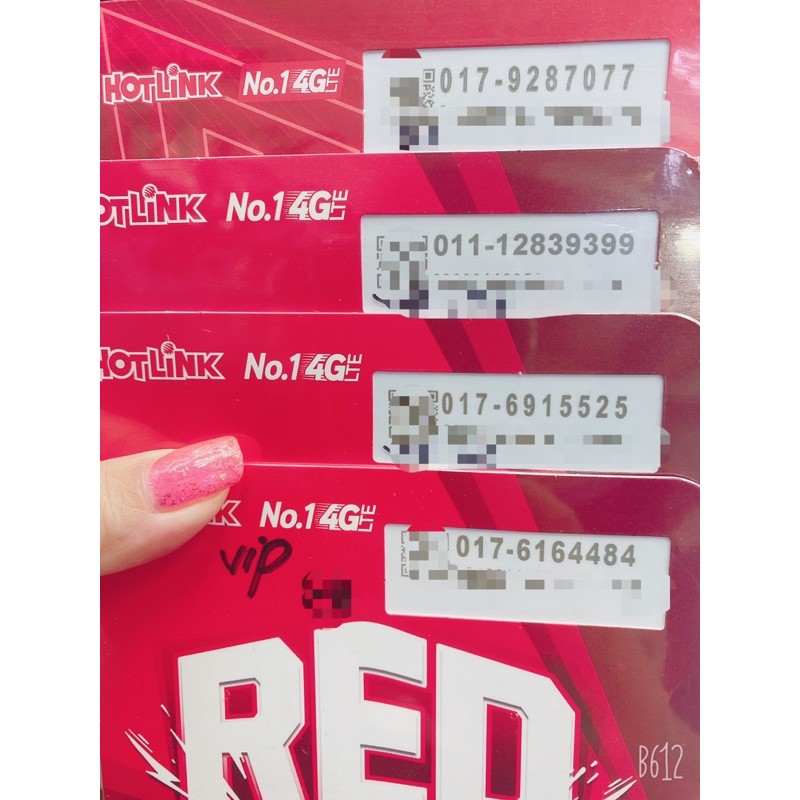 HOTLINK No.1 4G LTE 017-9287077
OTLINK No.1 4G LTE 011-12839399
HOTLINK No.1 4G LTE 017-6915525
K No.1 4G LTE 017-6164484
VIP
RED
B612